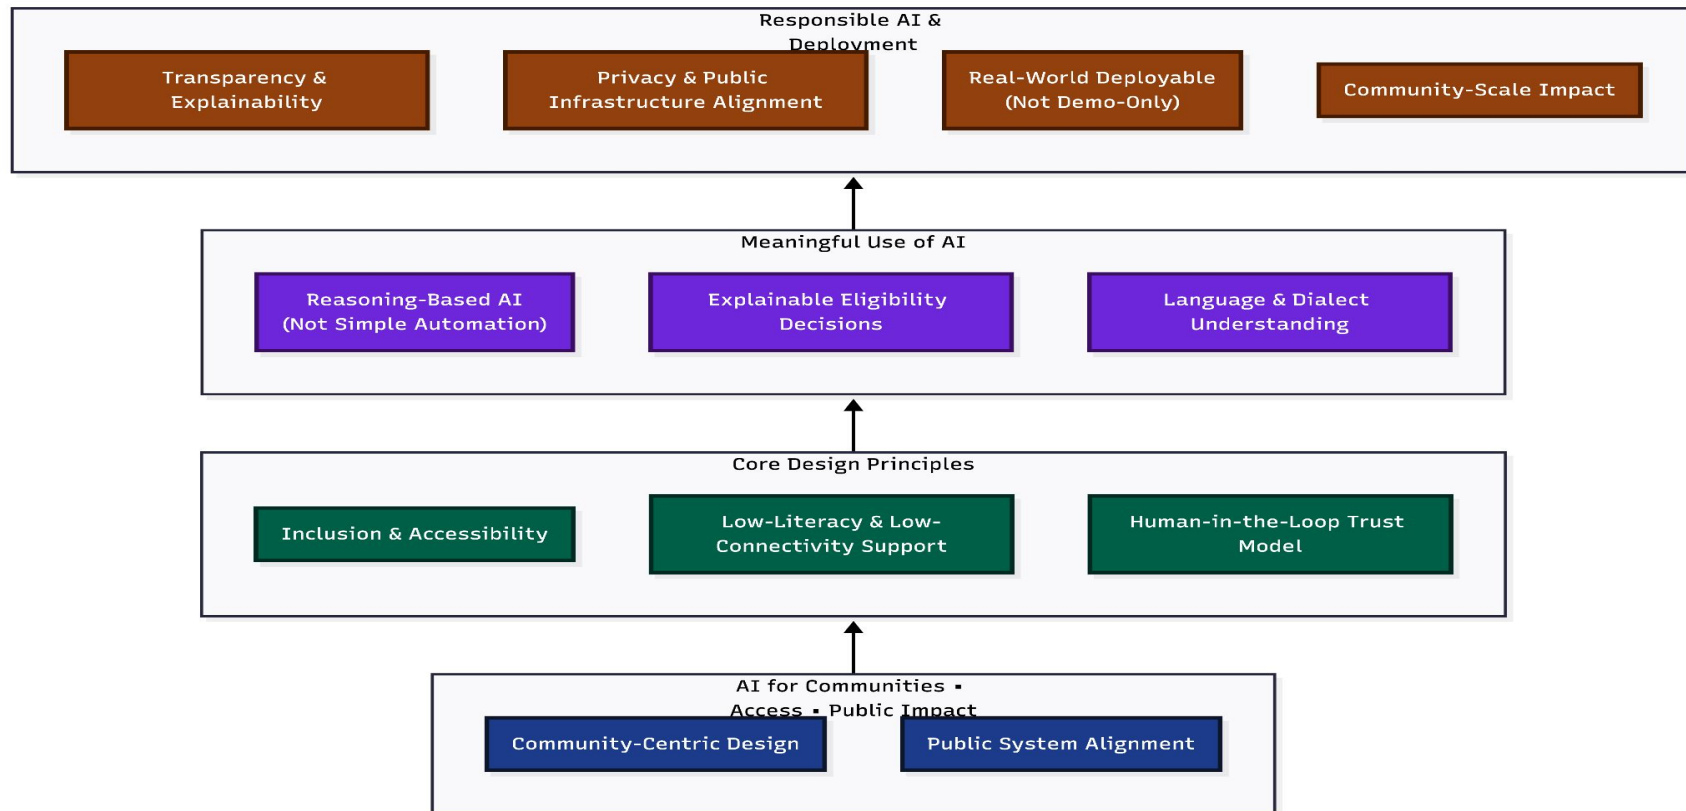 Responsible AI &
Deployment
Transparency &
Explainability
Privacy & Public
Infrastructure Alignment
Real-World Deployable
(Not Demo-Only)
Community-Scale Impact
Meaningful Use of AI
Reasoning-Based AI
(Not Simple Automation)
Explainable Eligibility
Decisions
Language & Dialect
Understanding
Core Design Principles
Inclusion & Accessibility
Low-Literacy & Low-
Connectivity Support
Human-in-the-Loop Trust
Model
AI for Communities ▪
Access ▪ Public Impact
Community-Centric Design
Public System Alignment